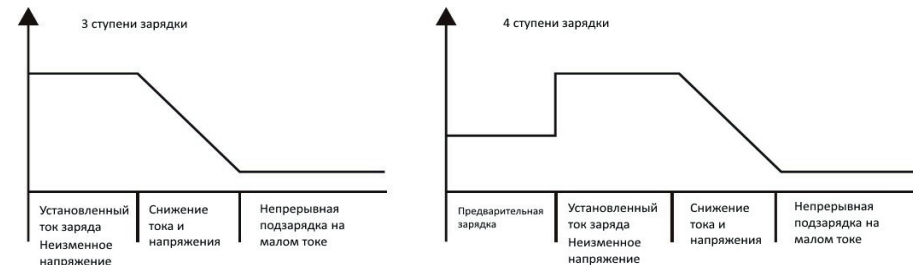 3 ступени зарядки
Установленный
ток заряда
Неизменное
напряжение
Снижение
тока и
напряжения
Непрерывная
подзарядка на
малом токе
4 ступени зарядки
Предварительная
зарядка
Установленный
ток заряда
Неизменное
напряжение
Снижение
тока и
напряжения
Непрерывная
подзарядка на
малом токе